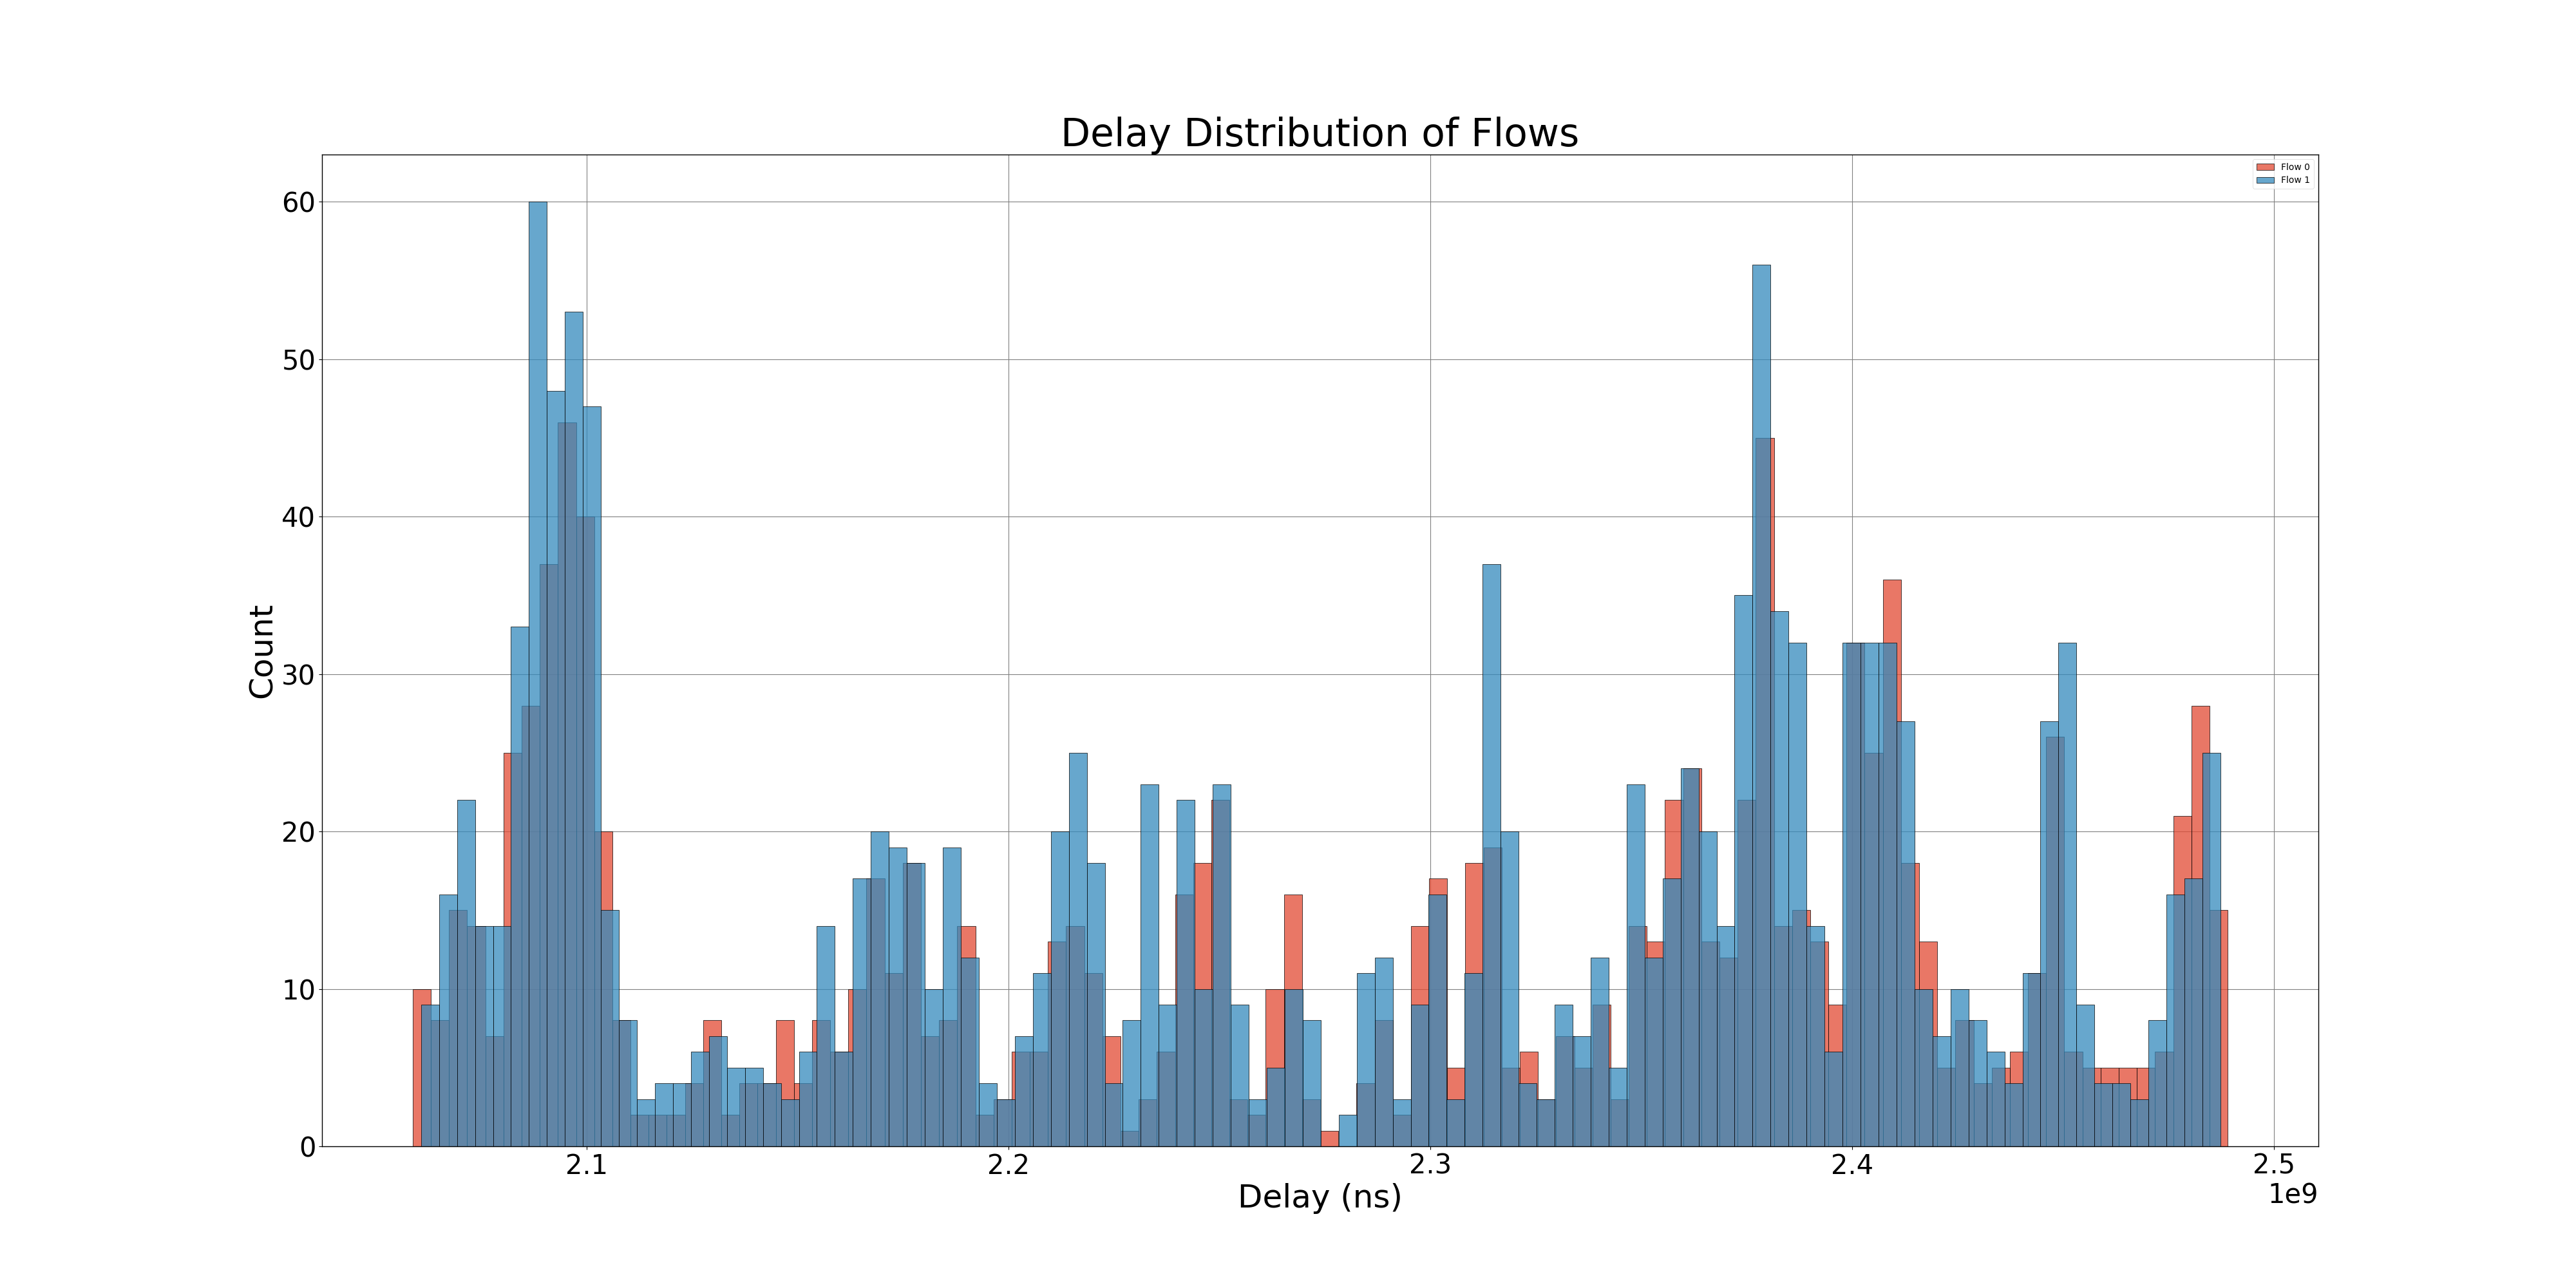 Delay Distribution of Flows
Flow 0
Flow 1
60
50
40
30
20
10
0
Count
2.1 2.2 2.3 2.4 2.5
1e9
Delay (ns)